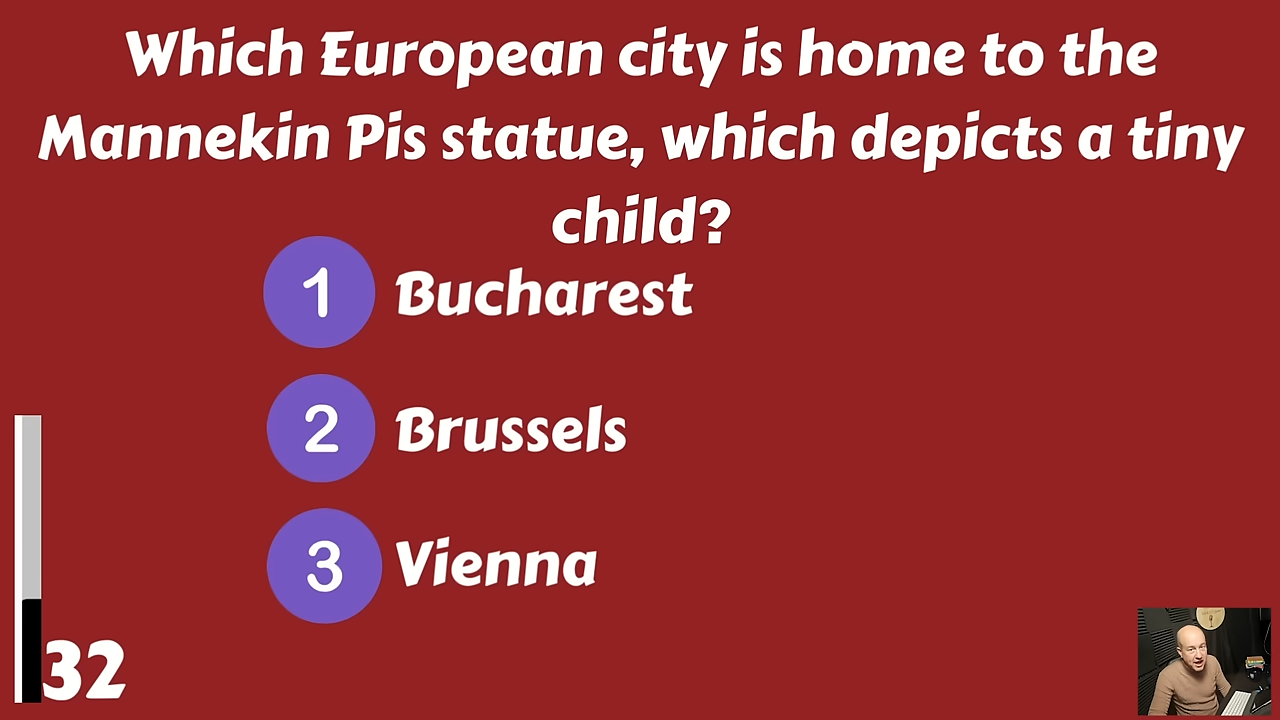 Which European city is home to the
Mannekin Pis statue, which depicts a tiny
child?
1 Bucharest
2 Brussels
3 Vienna
32